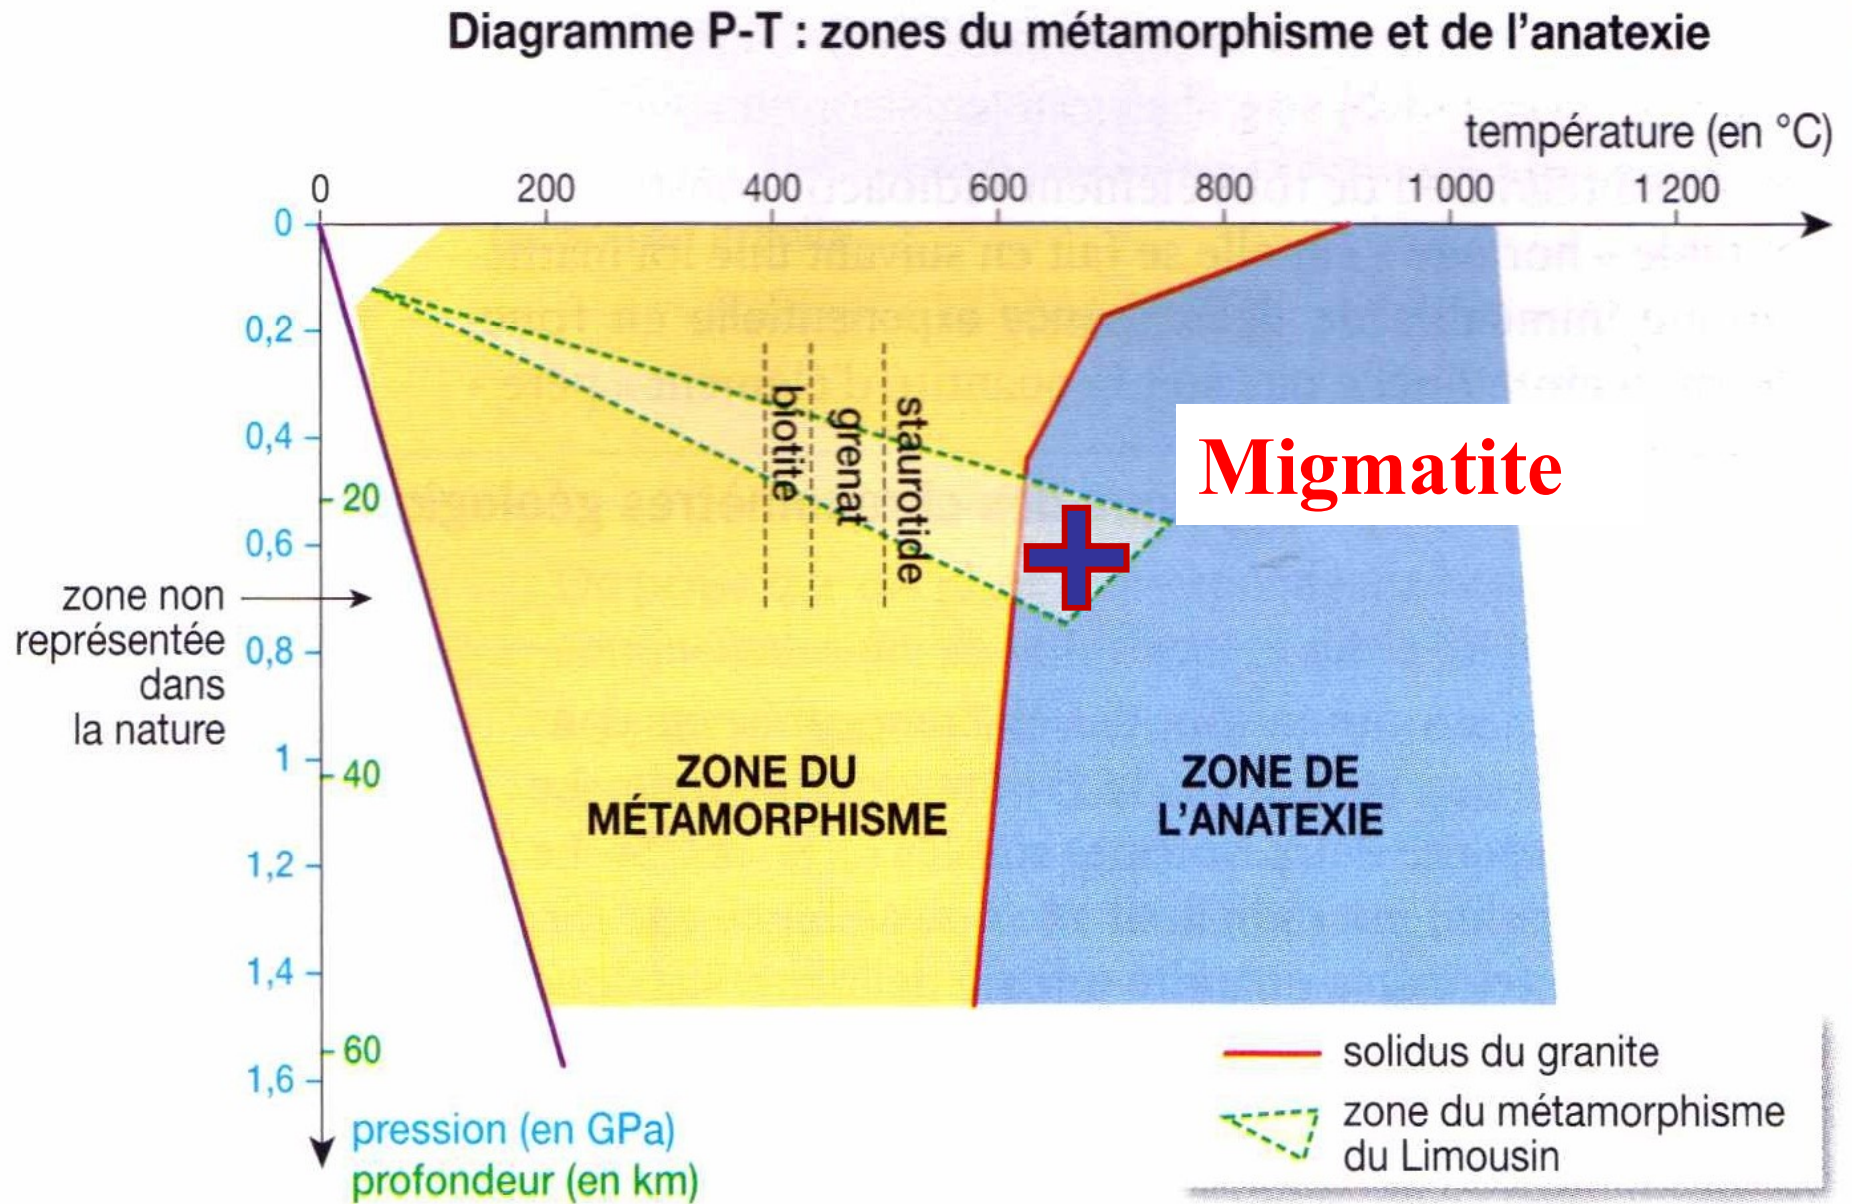 Diagramme P-T : zones du métamorphisme et de l'anatexie
température (en °C)
0 200 400 600 800 1 000 1 200
0
0,2
0,4
20
0,6
0,8
1
40
1,2
1,4
60
1,6
zone non
représentée
dans
la nature
biotite
grenat
staurotide
Migmatite
ZONE DU
MÉTAMORPHISME
ZONE DE
L'ANATEXIE
pression (en GPa)
profondeur (en km)
solidus du granite
zone du métamorphisme
du Limousin